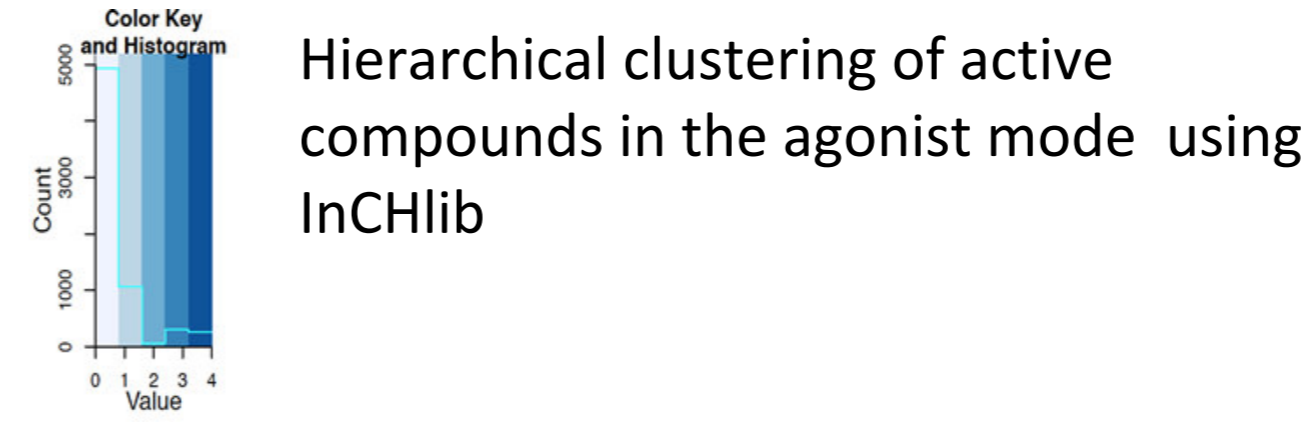 Color Key
and Histogram
5000
3000
1000
0
Count
0 1 2 3 4
Value
Hierarchical clustering of active
compounds in the agonist mode using
InCHlib